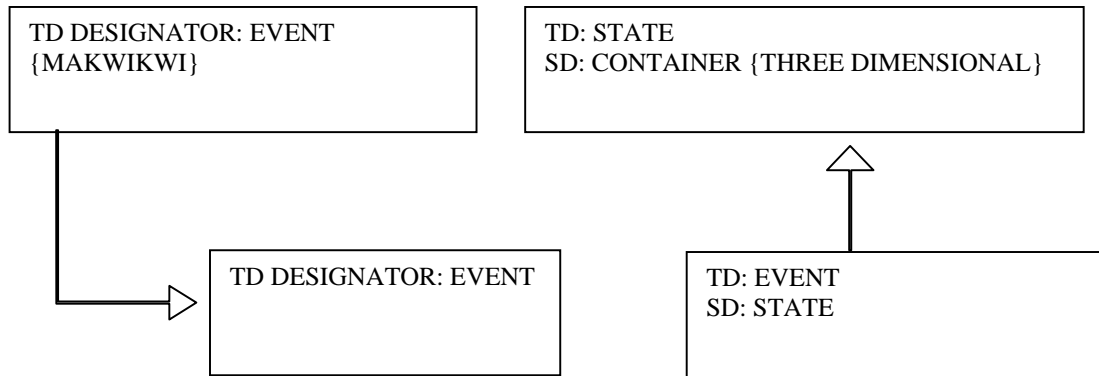 TD DESIGNATOR: EVENT
{MAKWIKWI}
TD: STATE
SD: CONTAINER {THREE DIMENSIONAL}
TD DESIGNATOR: EVENT
TD: EVENT
SD: STATE